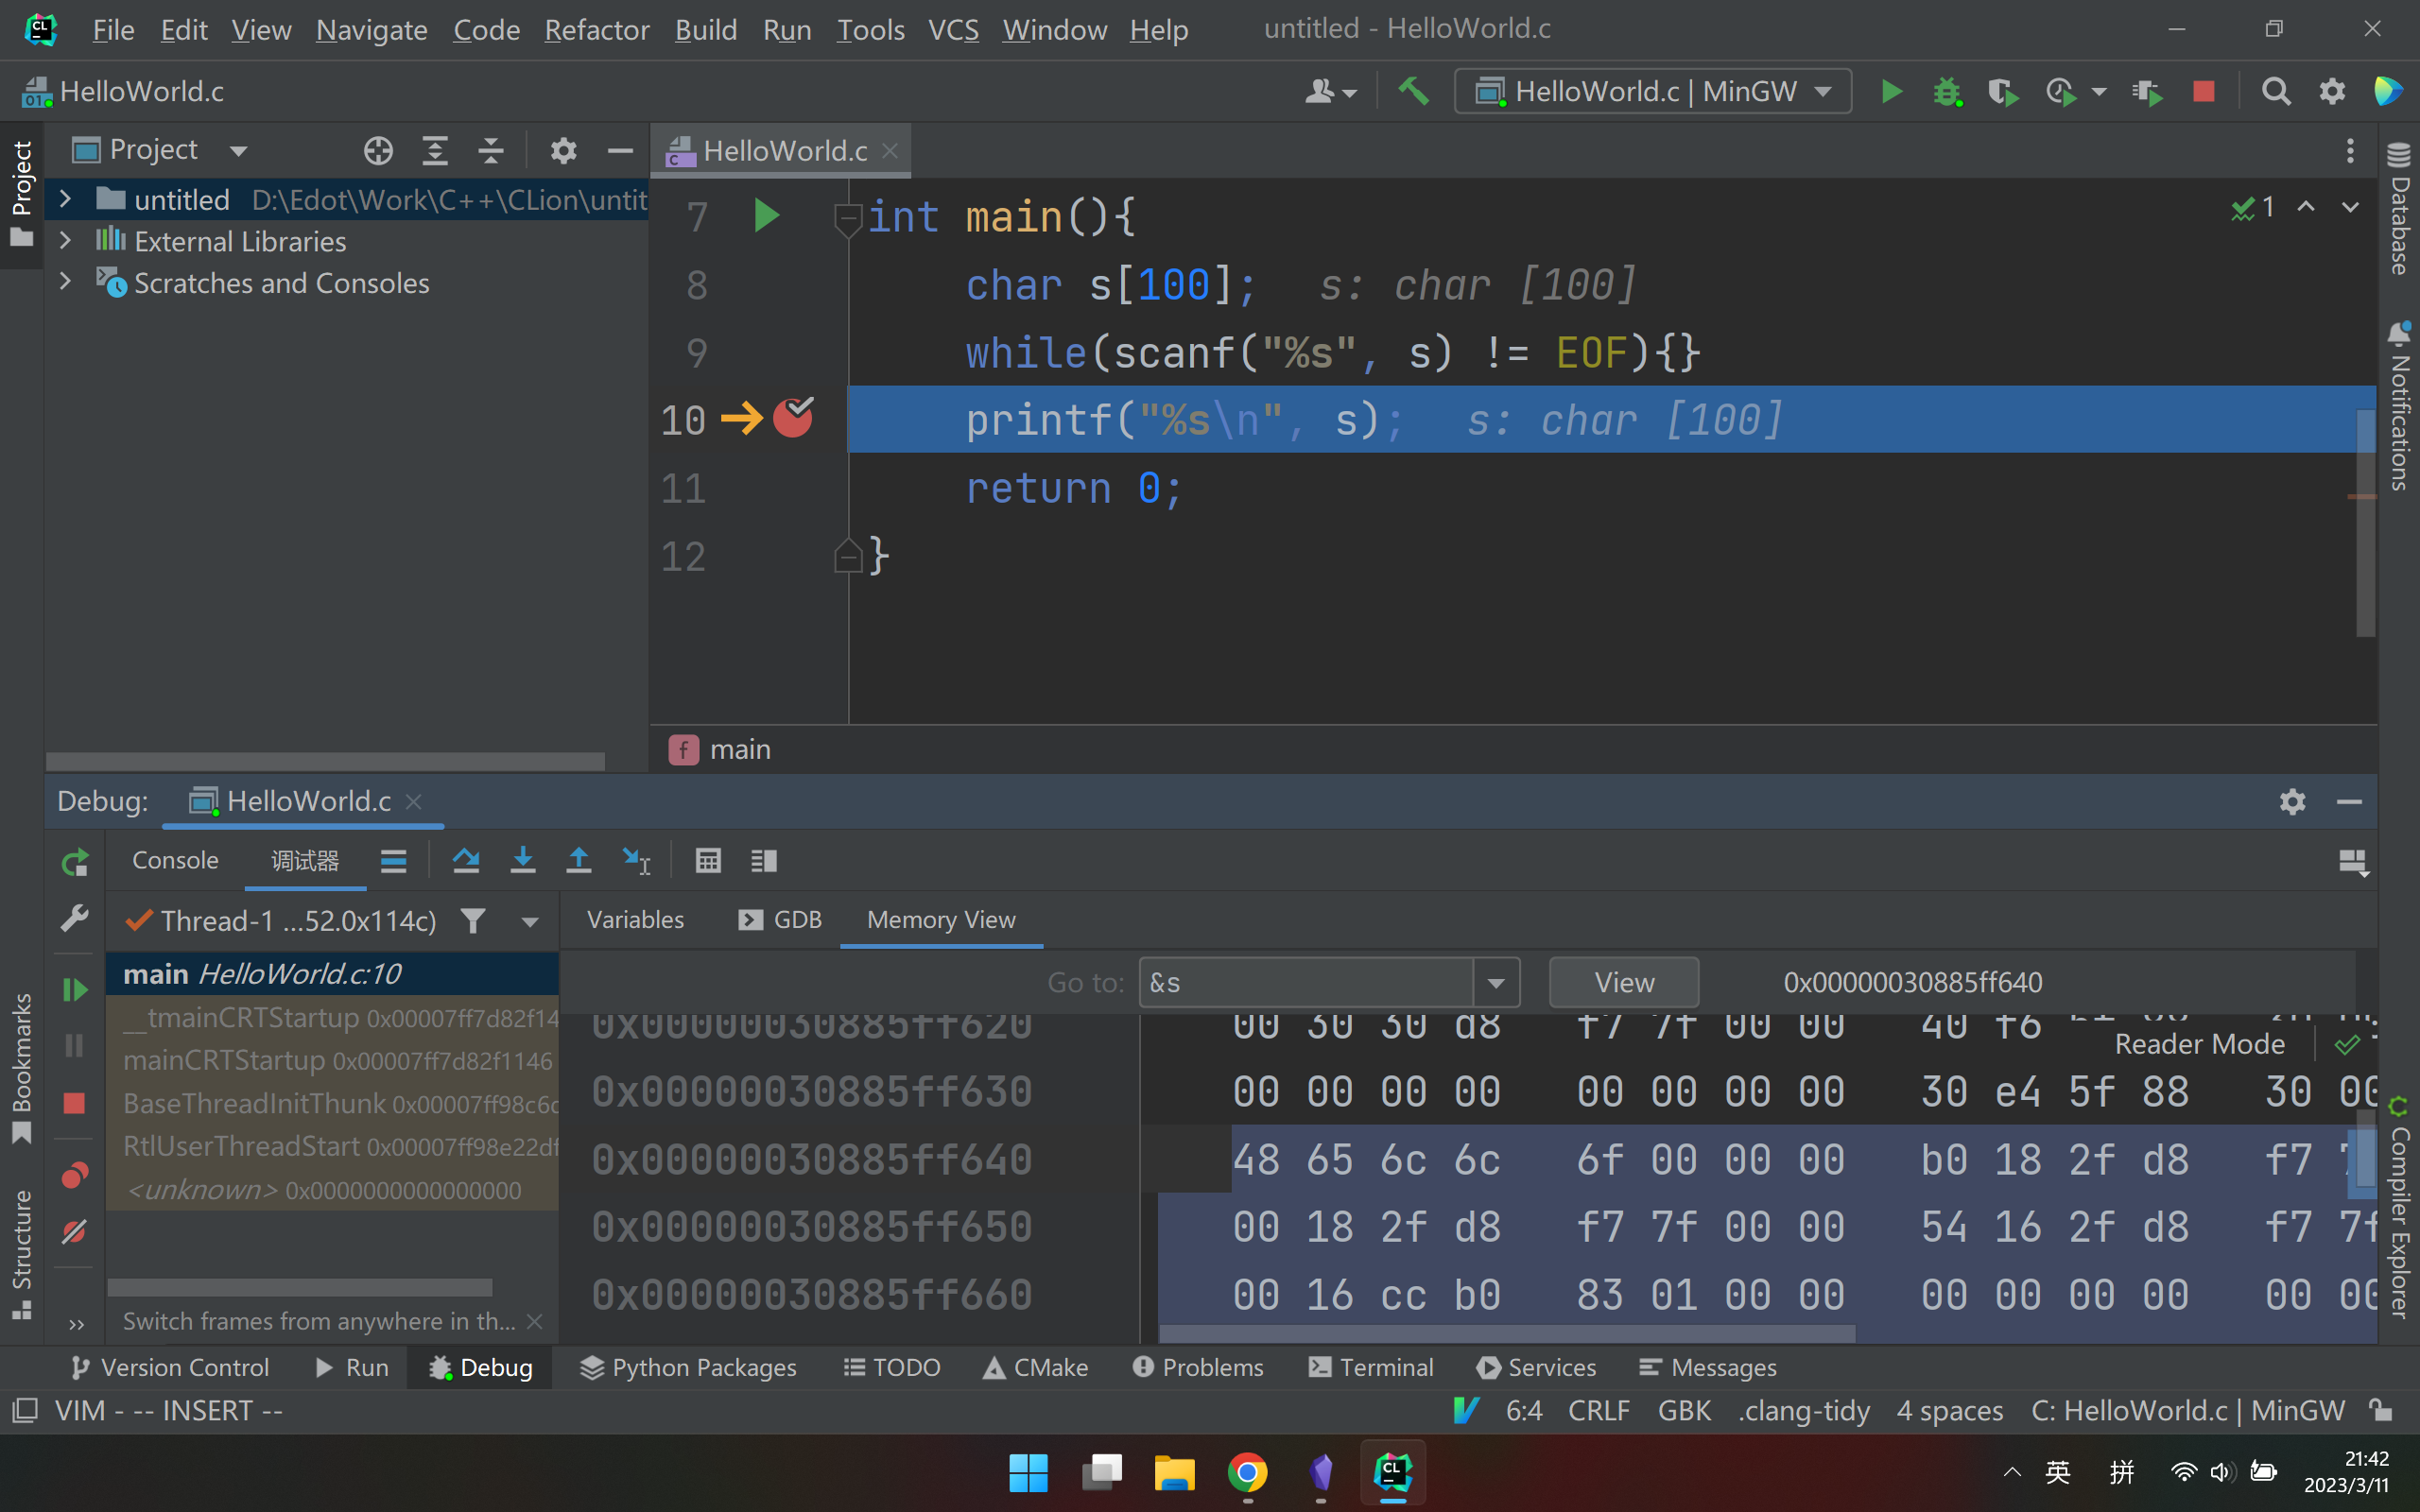 File Edit View Navigate Code Refactor Build Run Tools VCS Window Help untitled - HelloWorld.c
HelloWorld.c
HelloWorld.c | MinGW
Project
Project
HelloWorld.c
untitled D:\Edot\Work\C++\CLion\untit
External Libraries
Scratches and Consoles
7 int main(){
8 char s[100]; s: char [100]
9 while(scanf("%s", s) != EOF){}
10 printf("%s\n", s); s: char [100]
11 return 0;
12 }
1
main
Database
Notifications
Debug: HelloWorld.c
Console 调试器
Thread-1 ...52.0x114c)
Variables GDB Memory View
main HelloWorld.c:10
__tmainCRTStartup 0x00007ff7d82f14
mainCRTStartup 0x00007ff7d82f1146
BaseThreadInitThunk 0x00007ff98c6c
RtlUserThreadStart 0x00007ff98e22df
<unknown> 0x0000000000000000
Switch frames from anywhere in th...
Go to: &s View 0x00000030885ff640
0x00000030885ff620 00 30 30 d8 f7 7f 00 00 40 f6
Reader Mode
0x00000030885ff630 00 00 00 00 00 00 00 00 30 e4 5f 88 30 00
0x00000030885ff640 48 65 6c 6c 6f 00 00 00 b0 18 2f d8 f7
0x00000030885ff650 00 18 2f d8 f7 7f 00 00 54 16 2f d8 f7 7f
0x00000030885ff660 00 16 cc b0 83 01 00 00 00 00 00 00 00 00
Bookmarks
Structure
Compiler Explorer
Version Control Run Debug Python Packages TODO CMake Problems Terminal Services Messages
VIM - -- INSERT -- 6:4 CRLF GBK .clang-tidy 4 spaces C: HelloWorld.c | MinGW
英 拼 21:42
2023/3/11